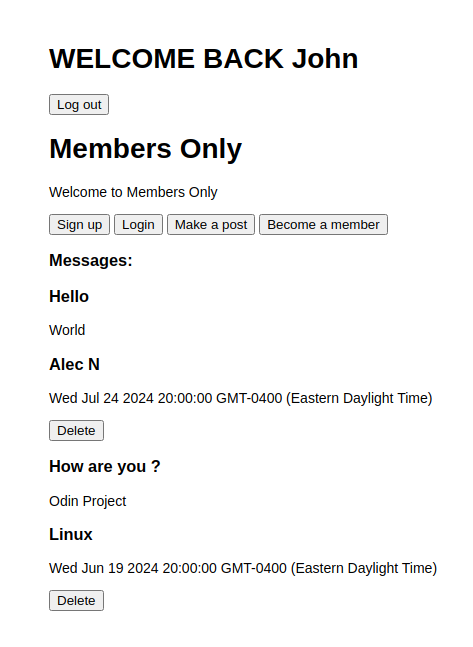 WELCOME BACK John
Log out
Members Only
Welcome to Members Only
Sign up Login Make a post Become a member
Messages:
Hello
World
Alec N
Wed Jul 24 2024 20:00:00 GMT-0400 (Eastern Daylight Time)
Delete
How are you ?
Odin Project
Linux
Wed Jun 19 2024 20:00:00 GMT-0400 (Eastern Daylight Time)
Delete